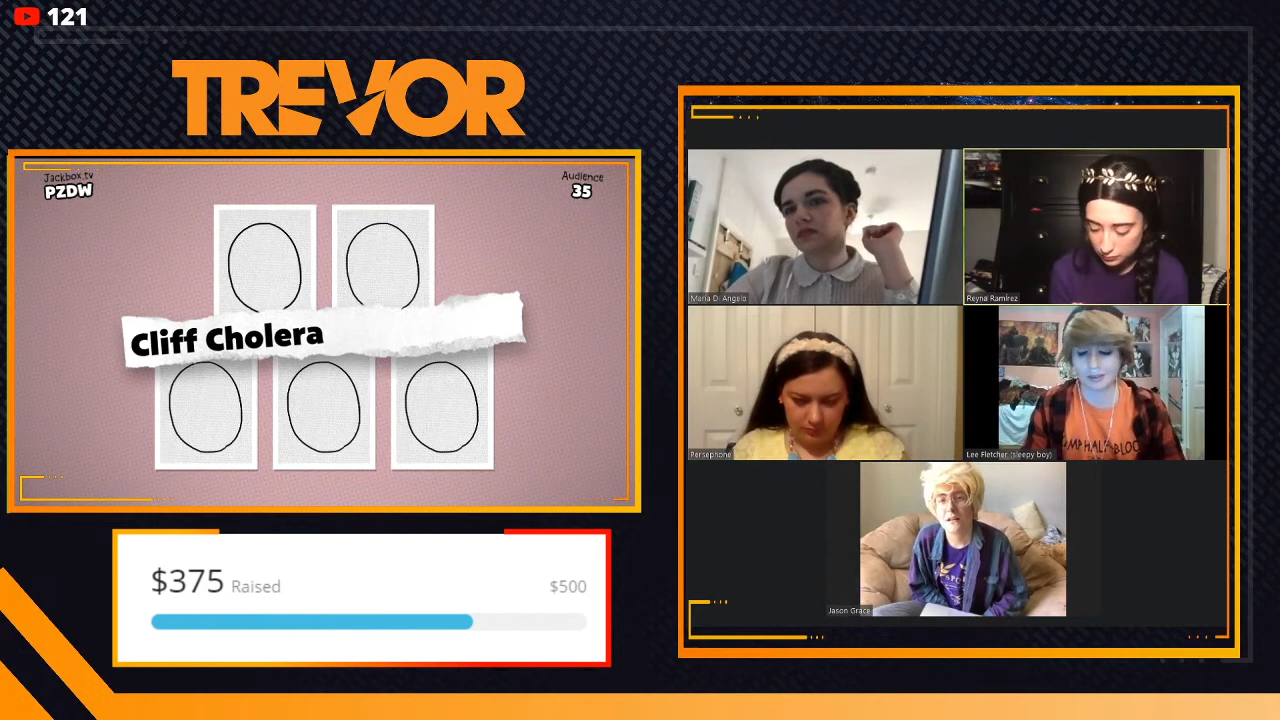 121
TREVOR
Jackbox.tv
PZDW
Audience
35
Cliff Cholera
$375 Raised
$500
Maria Di Angelo
Reyna Ramirez
Persephone
Lee Fletcher (sleepy boy)
Jason Grace